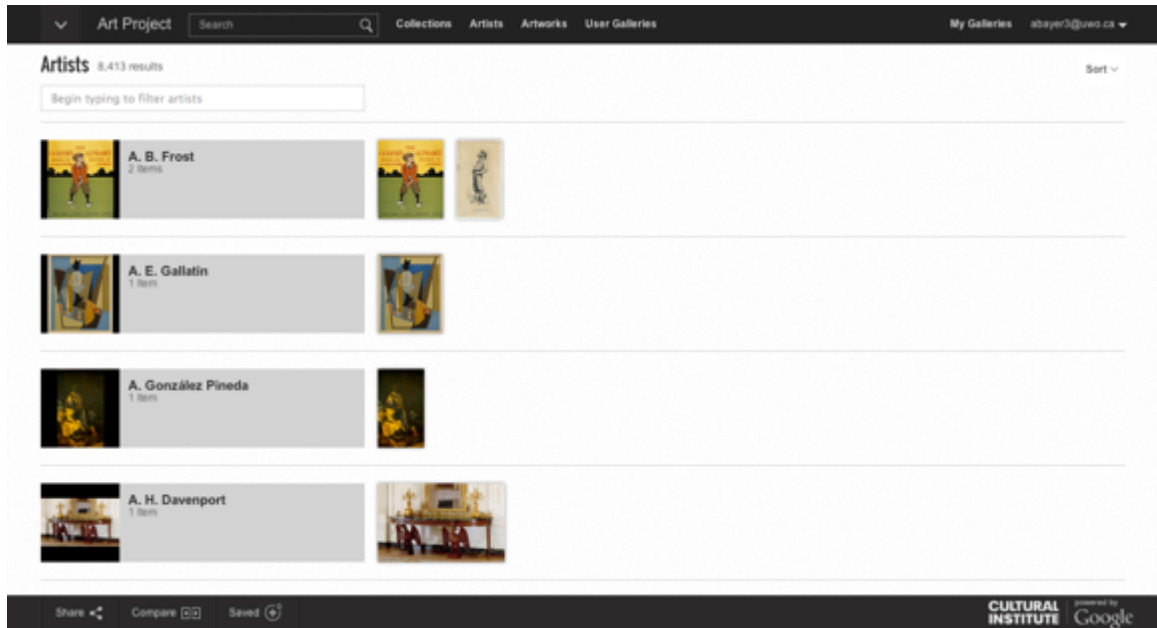 Art Project Search Collections Artists Artworks User Galleries My Galleries abayer3@uwo.ca
Artists 8,413 results
Sort
Begin typing to filter artists
A. B. Frost
2 Items
A. E. Gallatin
1 Item
A. González Pineda
1 Item
A. H. Davenport
1 Item
Share Compare Saved
CULTURAL INSTITUTE
powered by Google